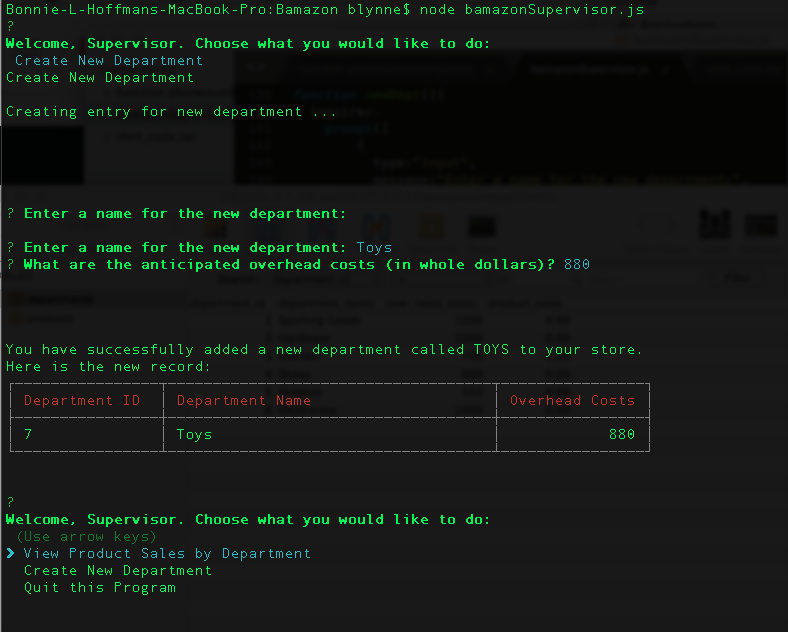 Bonnie-L-Hoffmans-MacBook-Pro:Bamazon blynne$ node bamazonSupervisor.js
?
Welcome, Supervisor. Choose what you would like to do:
Create New Department
Create New Department
Creating entry for new department ...
? Enter a name for the new department:
? Enter a name for the new department: Toys
? What are the anticipated overhead costs (in whole dollars)? 880
You have successfully added a new department called TOYS to your store.
Here is the new record:
Department ID Department Name Overhead Costs
7 Toys 880
?
Welcome, Supervisor. Choose what you would like to do:
(Use arrow keys)
❯ View Product Sales by Department
Create New Department
Quit this Program